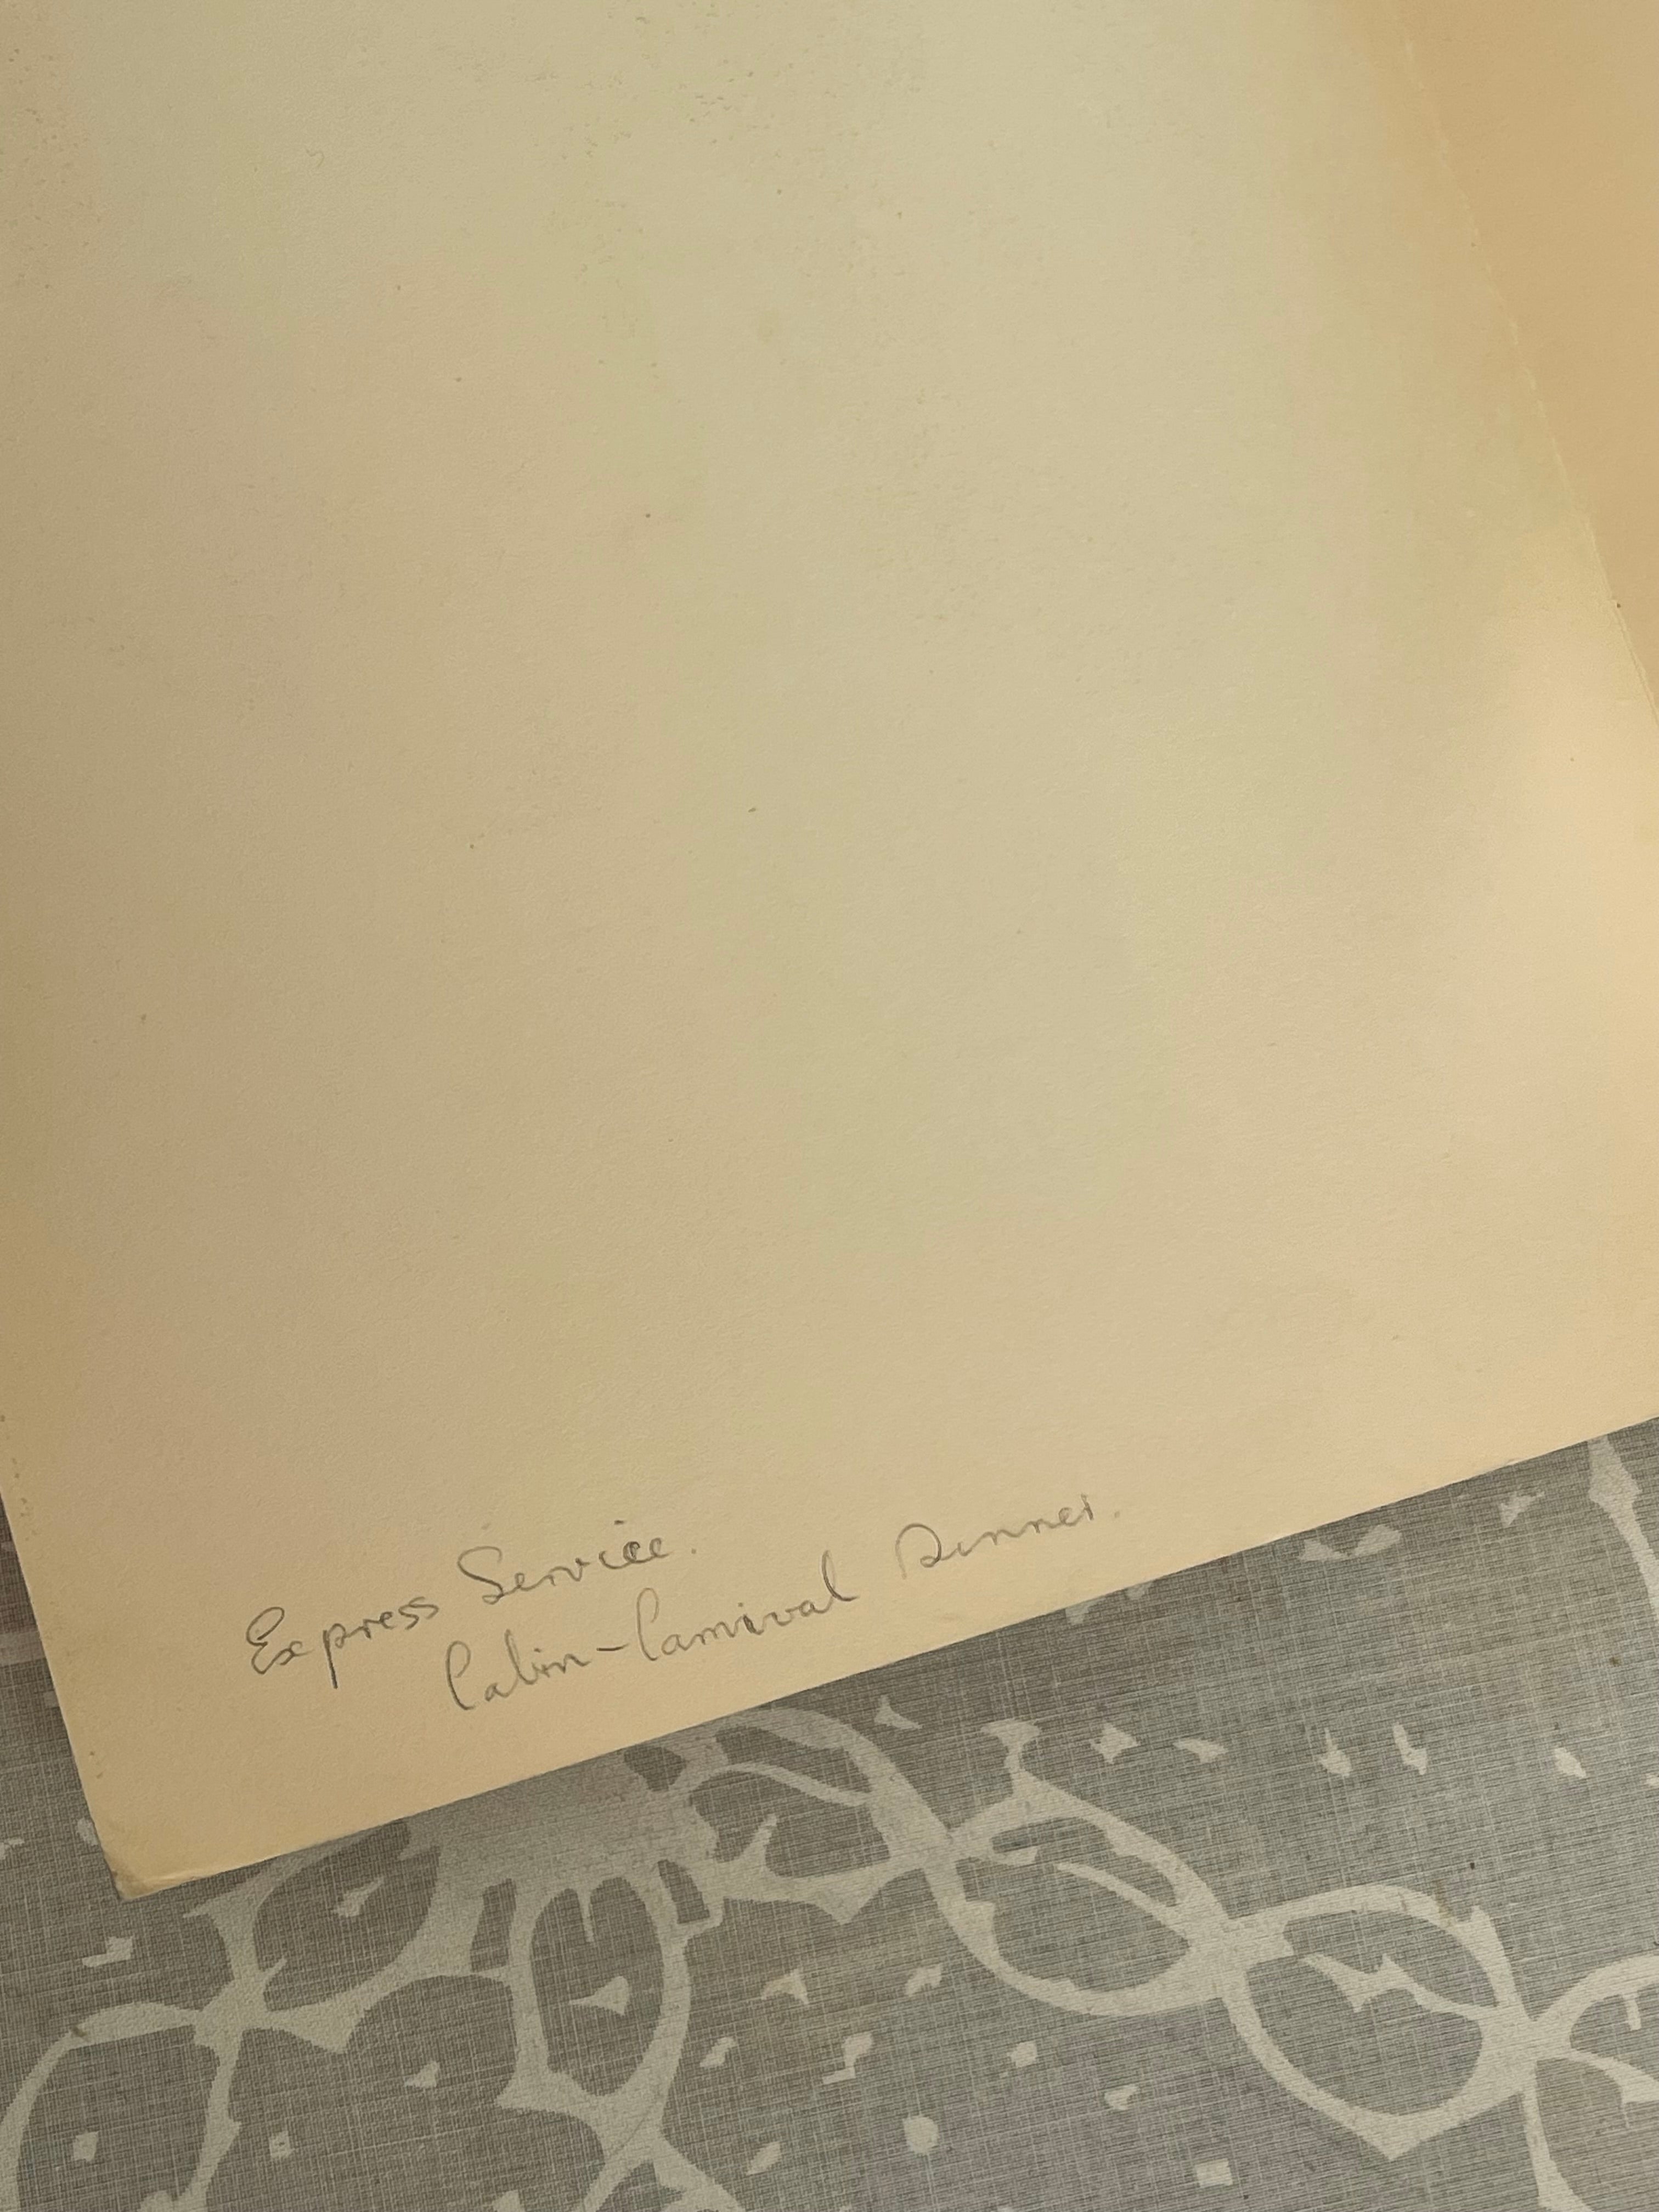 Express Service.
Cabin-Carnival Dinner.